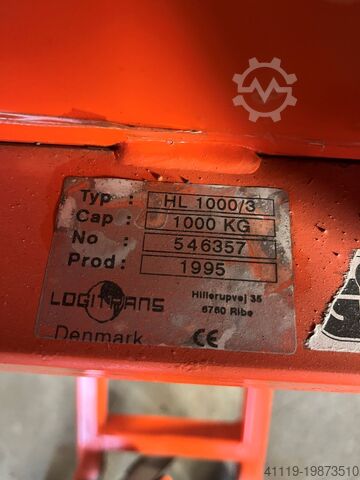 Typ : HL 1000/3
Cap : 1000 KG
No : 546357
Prod : 1995
LOGITRANS
Hillerupvej 35
6760 Ribe
Denmark
CE
41119-19873510